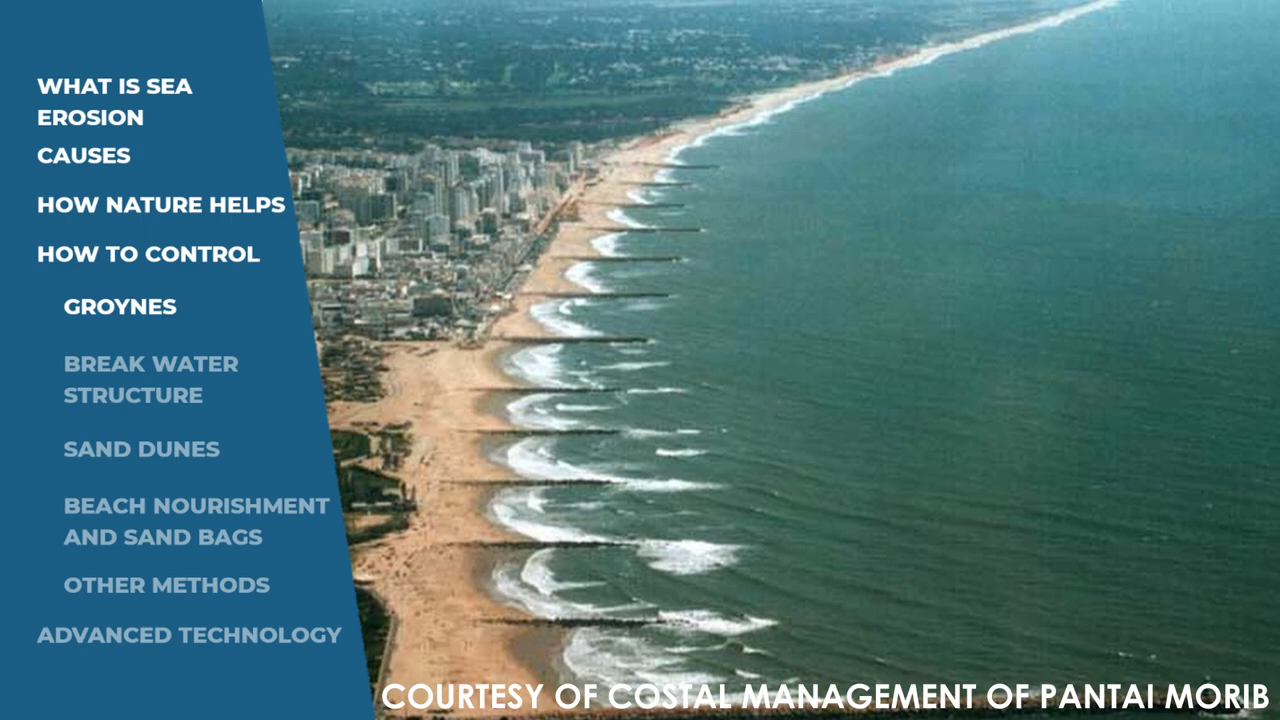 WHAT IS SEA
EROSION
CAUSES
HOW NATURE HELPS
HOW TO CONTROL
GROYNES
BREAK WATER
STRUCTURE
SAND DUNES
BEACH NOURISHMENT
AND SAND BAGS
OTHER METHODS
ADVANCED TECHNOLOGY
COURTESY OF COSTAL MANAGEMENT OF PANTAI MORIB